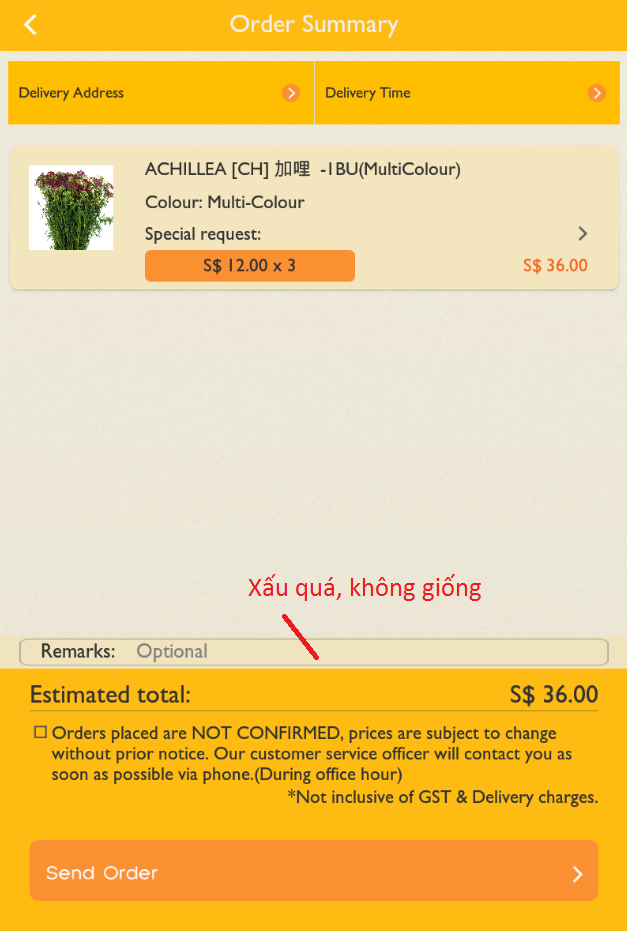 Order Summary
Delivery Address
Delivery Time
ACHILLEA [CH] 加哩 -1BU(MultiColour)
Colour: Multi-Colour
Special request:
S$ 12.00 x 3
S$ 36.00
Xấu quá, không giống
Remarks: Optional
Estimated total: S$ 36.00
Orders placed are NOT CONFIRMED, prices are subject to change
without prior notice. Our customer service officer will contact you as
soon as possible via phone.(During office hour)
*Not inclusive of GST & Delivery charges.
Send Order